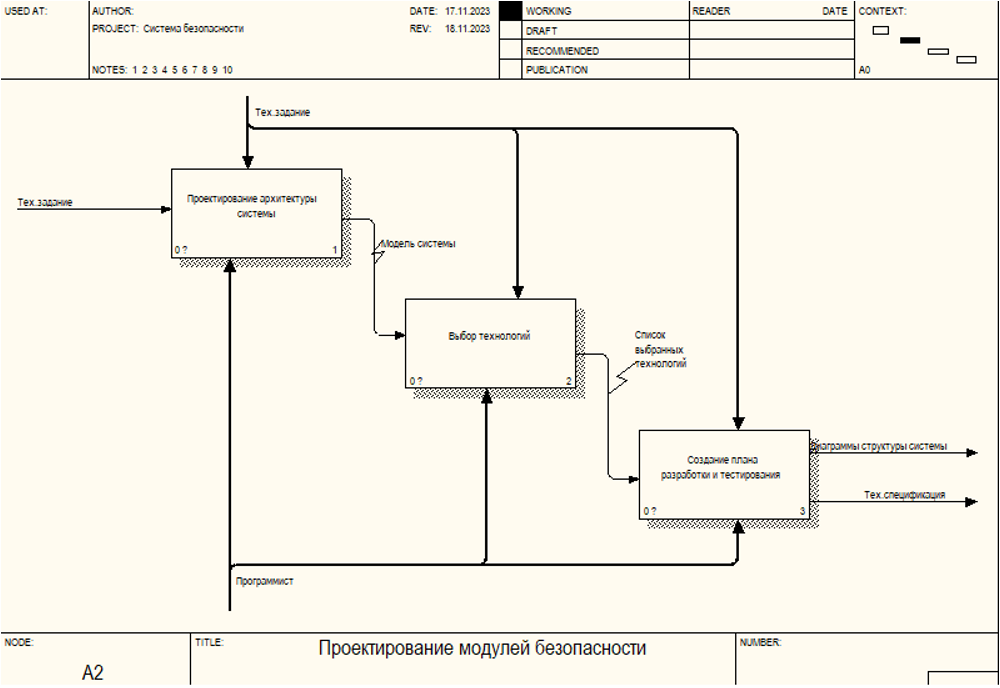 USED AT:
AUTHOR:
DATE: 17.11.2023
PROJECT: Система безопасности
REV: 18.11.2023
NOTES: 1 2 3 4 5 6 7 8 9 10
WORKING
DRAFT
RECOMMENDED
PUBLICATION
READER
DATE
CONTEXT:
A0
Тех.задание
Тех.задание
Проектирование архитектуры
системы
0 ?
1
Модель системы
Выбор технологий
0 ?
2
Список
выбранных
технологий
Создание плана
разработки и тестирования
0 ?
3
Диаграммы структуры системы
Тех.спецификация
Программист
NODE:
A2
TITLE:
Проектирование модулей безопасности
NUMBER: